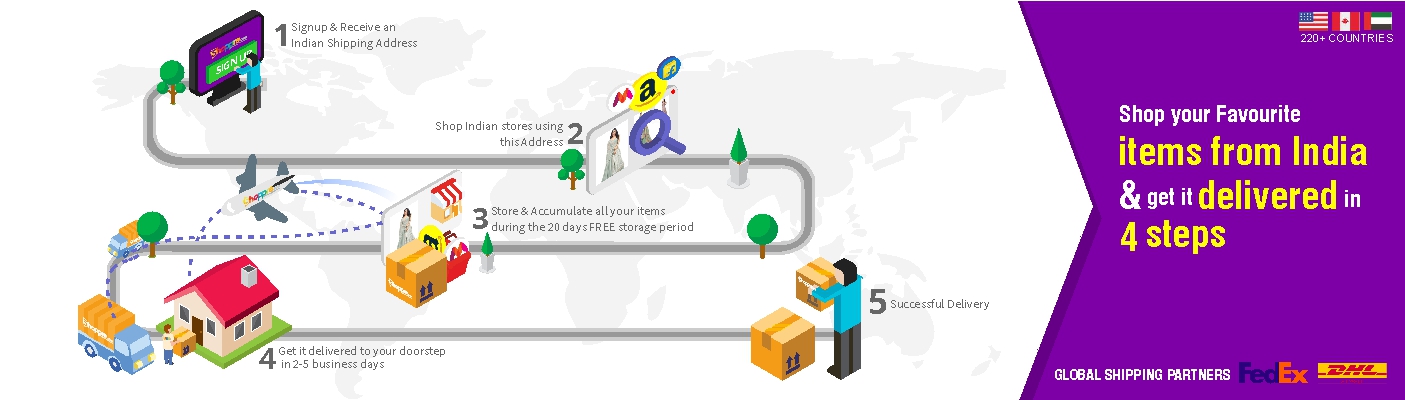 1 Signup & Receive an
Indian Shipping Address
SIGN U
Shop Indian stores using
this Address 2
a
3 Store & Accumulate all your items
during the 20 days FREE storage period
4 Get it delivered to your doorstep
in 2-5 business days
5 Successful Delivery
220+ COUNTRIES
Shop your Favourite
items from India
& get it delivered in
4 steps
GLOBAL SHIPPING PARTNERS FedEx DHL